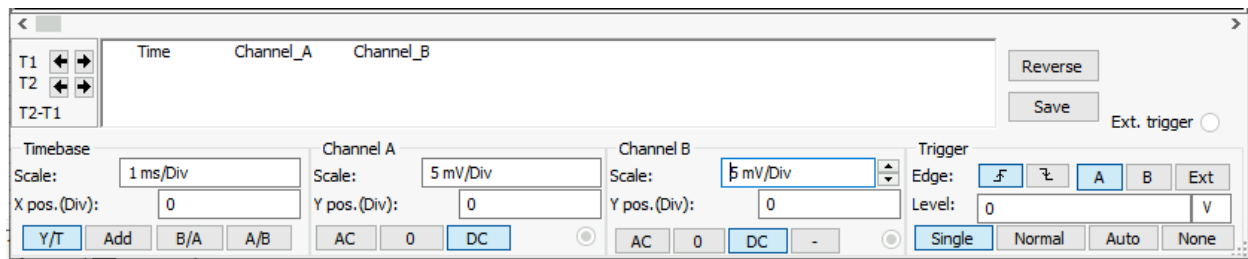 Time Channel_A Channel_B
T1
T2
T2-T1
Reverse
Save
Ext. trigger
Timebase
Scale: 1 ms/Div
X pos.(Div): 0
Y/T Add B/A A/B
Channel A
Scale: 5 mV/Div
Y pos.(Div): 0
AC 0 DC
Channel B
Scale: 5 mV/Div
Y pos.(Div): 0
AC 0 DC -
Trigger
Edge: A B Ext
Level: 0 V
Single Normal Auto None